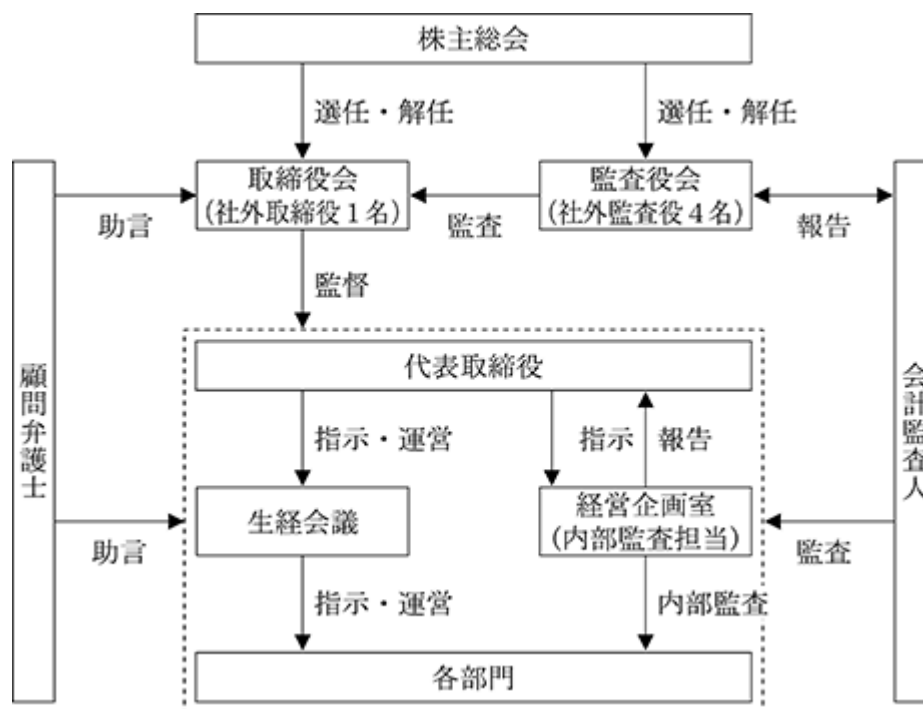 株主総会
選任・解任
選任・解任
取締役会
(社外取締役1名)
監査役会
(社外監査役4名)
助言
監査
報告
監督
代表取締役
顧問弁護士
会計監査人
指示・運営
指示
報告
生経会議
経営企画室
(内部監査担当)
助言
監査
指示・運営
内部監査
各部門